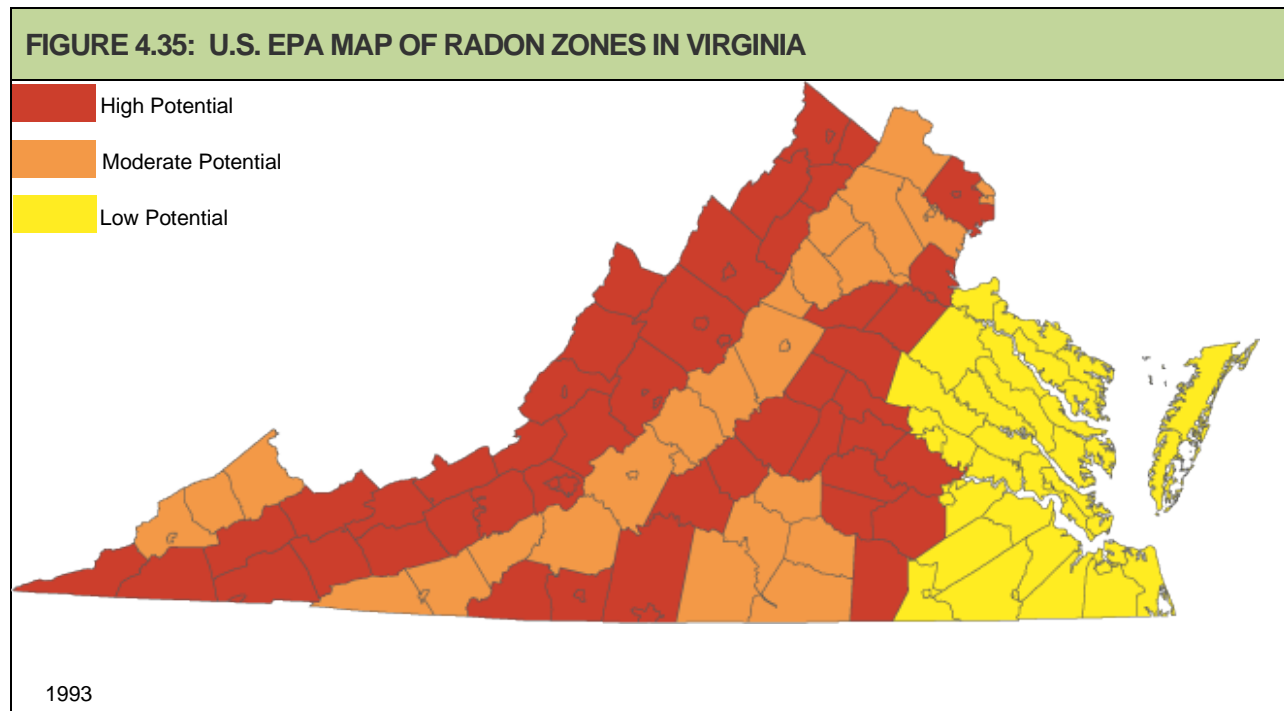 FIGURE 4.35: U.S. EPA MAP OF RADON ZONES IN VIRGINIA
High Potential
Moderate Potential
Low Potential
1993